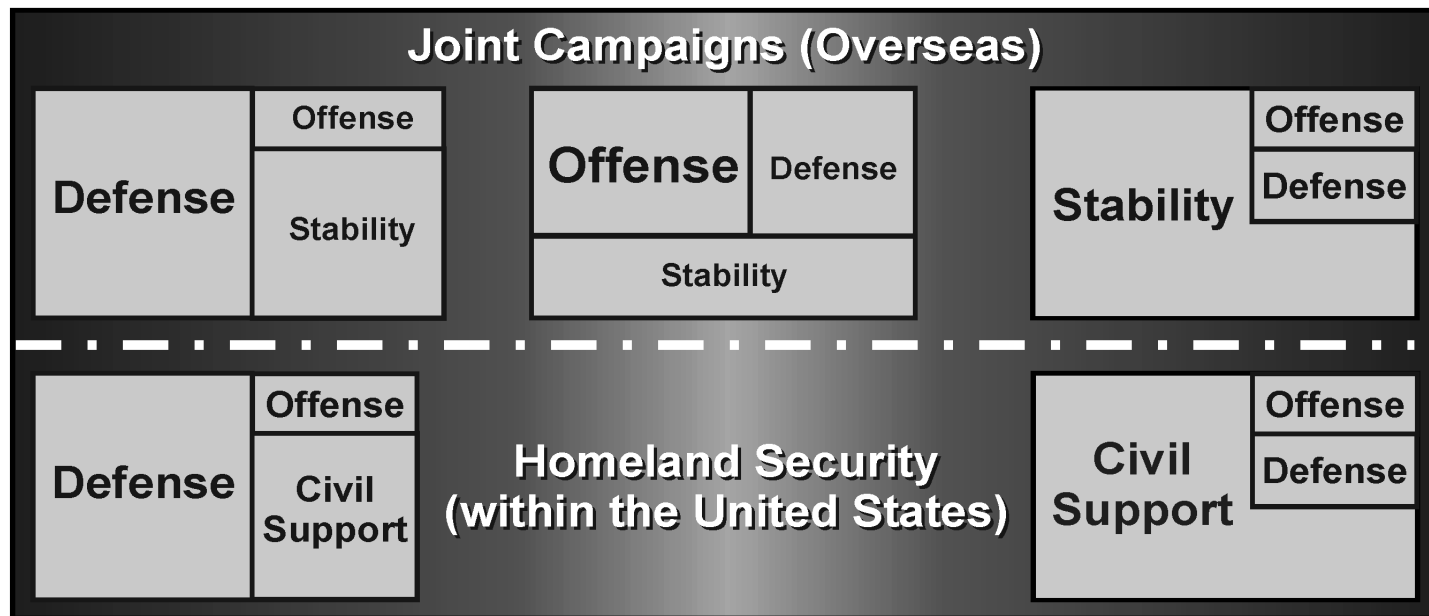 Joint Campaigns (Overseas)
Defense
Offense
Stability
Offense
Defense
Stability
Stability
Offense
Defense
Defense
Offense
Civil
Support
Homeland Security
(within the United States)
Civil
Support
Offense
Defense